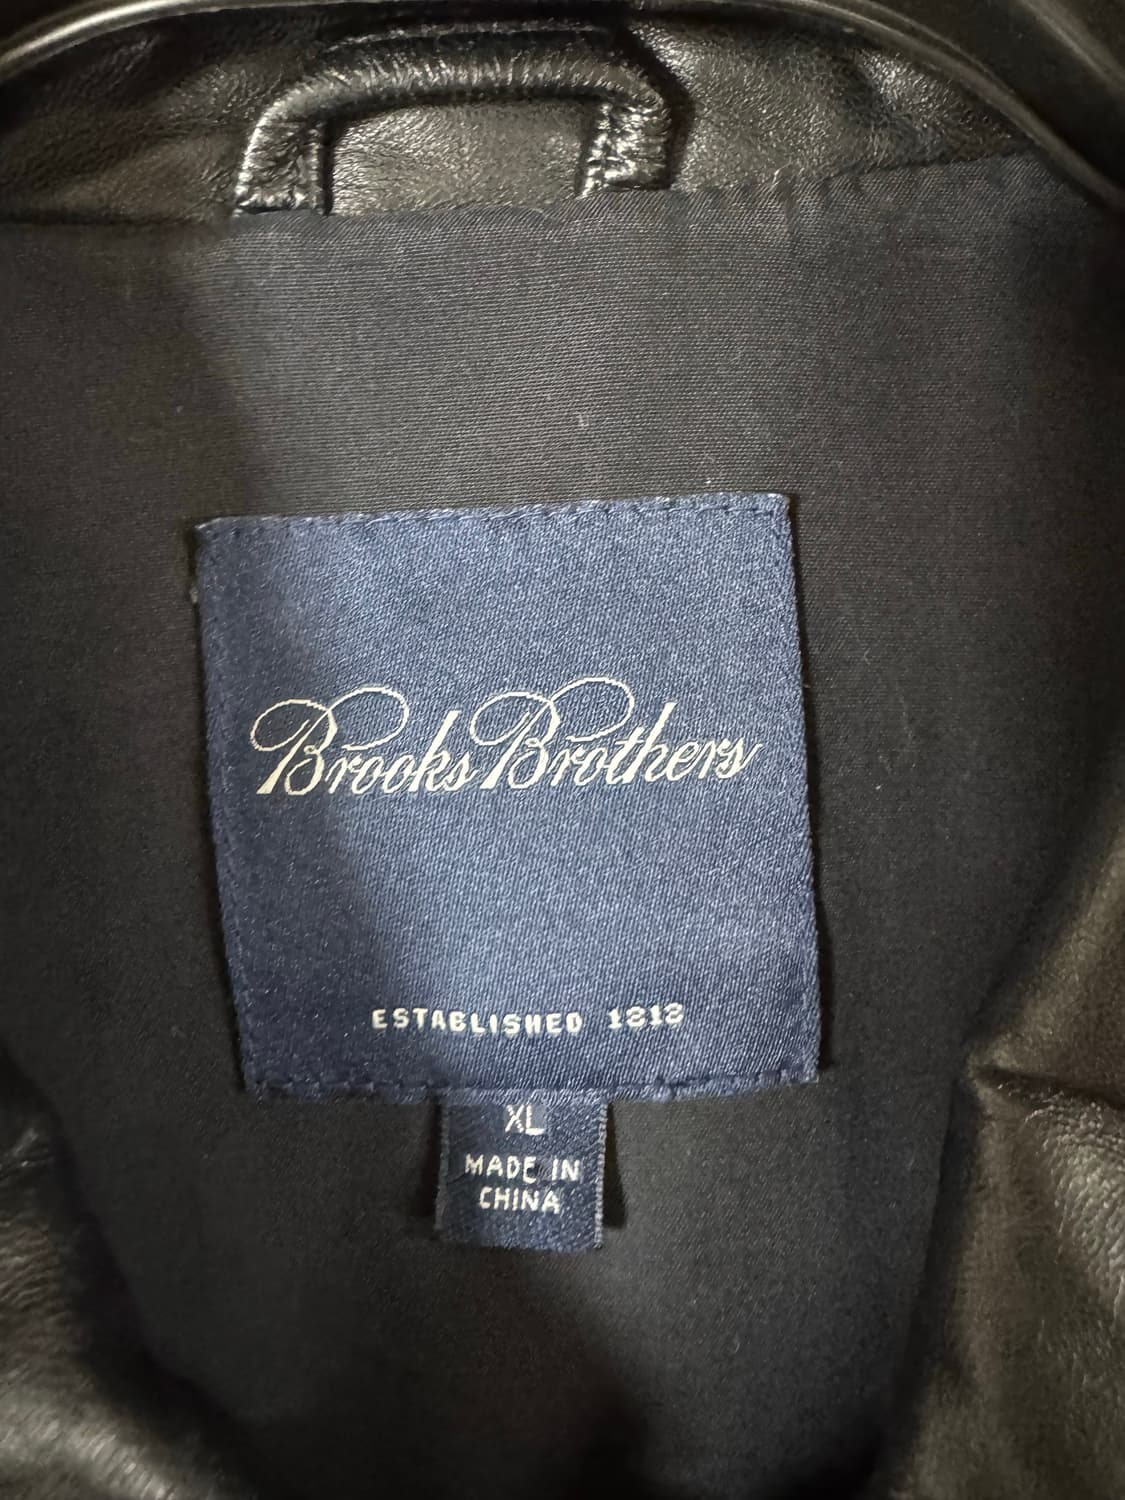 Brooks Brothers
ESTABLISHED 1818
XL
MADE IN
CHINA